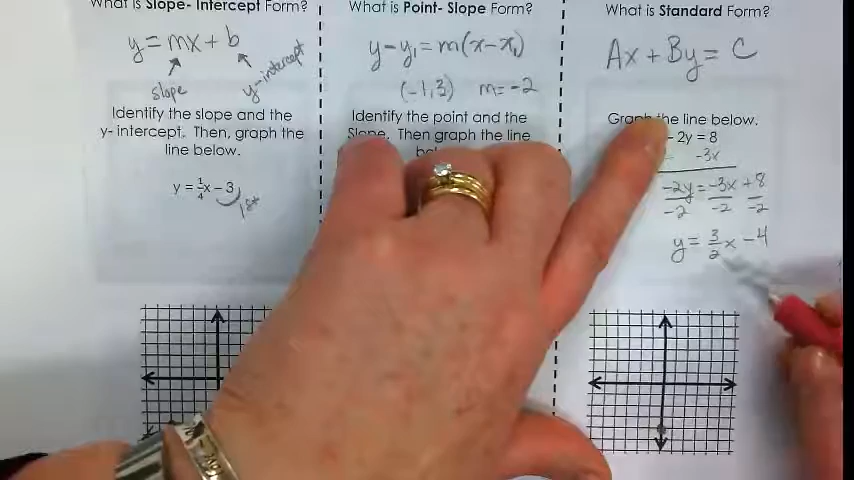 What is Slope- Intercept Form?
y = mx + b
slope
y-intercept
Identify the slope and the
y- intercept. Then, graph the
line below.
y = 1/4x - 3
1st
What is Point- Slope Form?
y - y₁ = m(x - x₁)
(-1,3) m = -2
Identify the point and the
Slope. Then graph the line
What is Standard Form?
Ax + By = C
Graph the line below.
- 2y = 8
-3x
-2y = -3x + 8
-2 -2 -2
y = 3/2x - 4